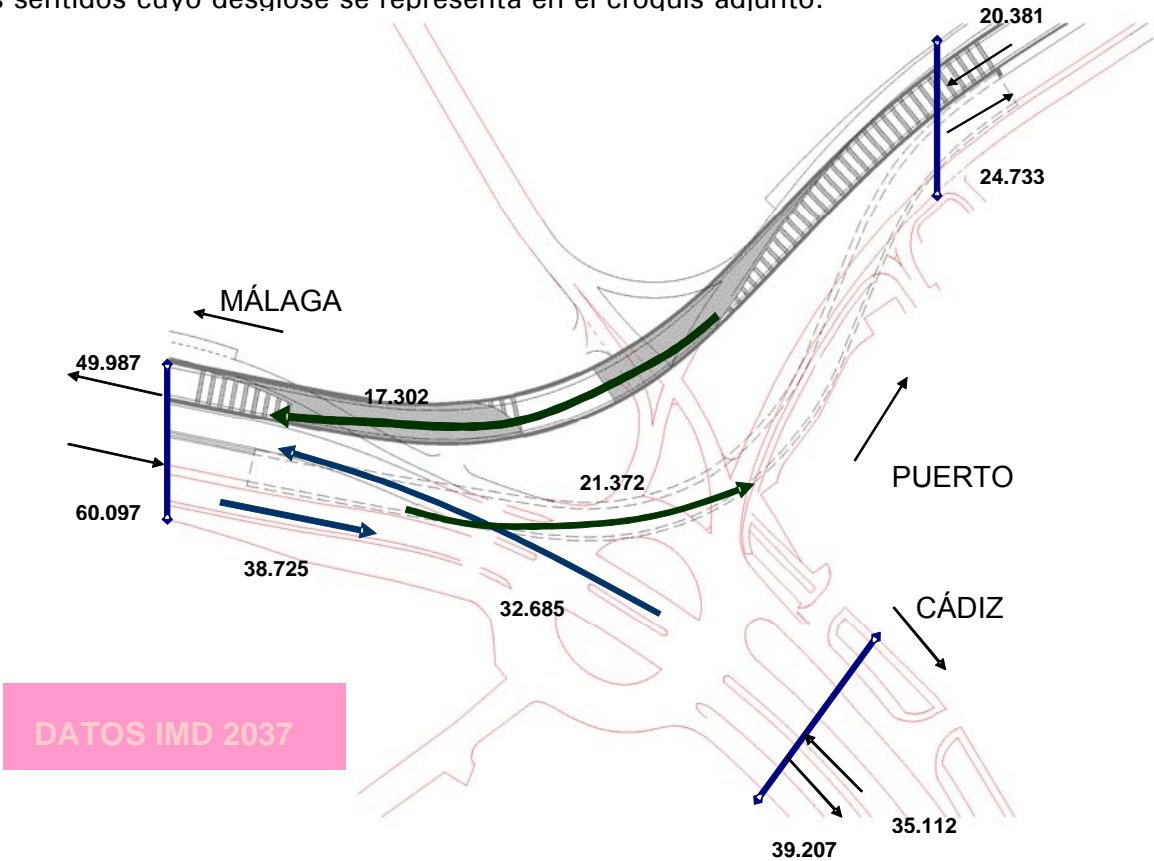 s sentidos cuyo desglose se representa en el croquis adjunto:
20.381
24.733
MÁLAGA
49.987
17.302
21.372
PUERTO
60.097
38.725
32.685
CÁDIZ
DATOS IMD 2037
35.112
39.207